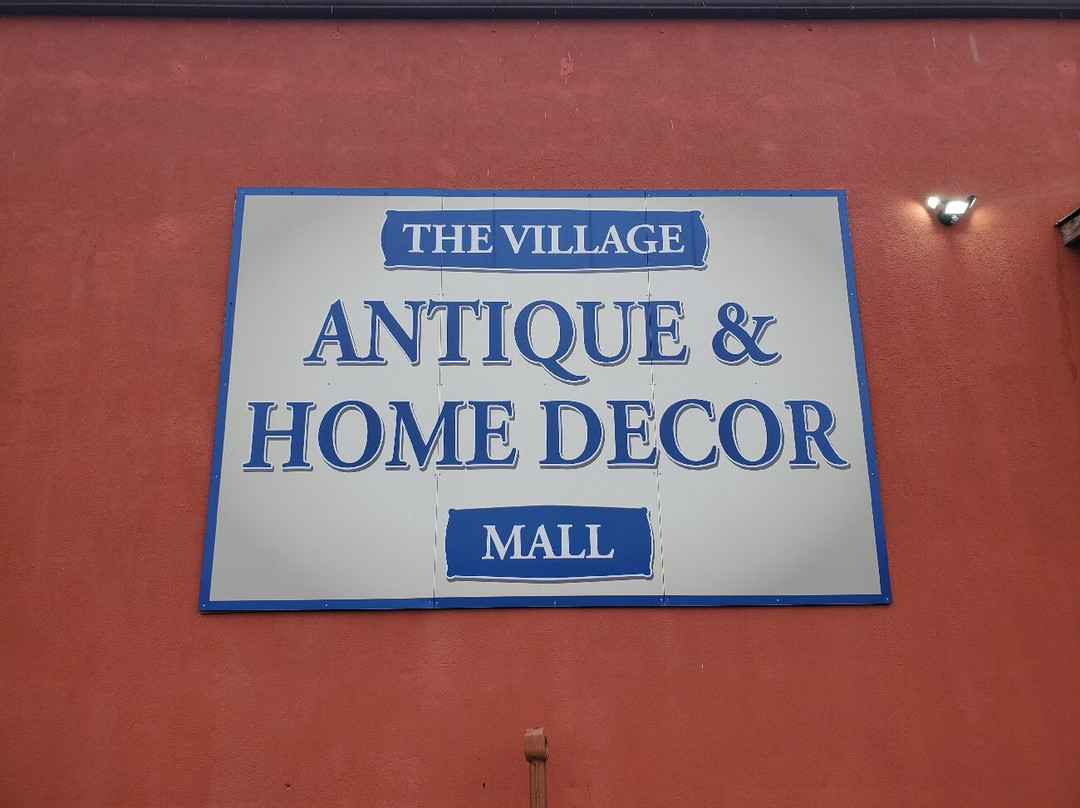 THE VILLAGE
ANTIQUE &
HOME DECOR
MALL